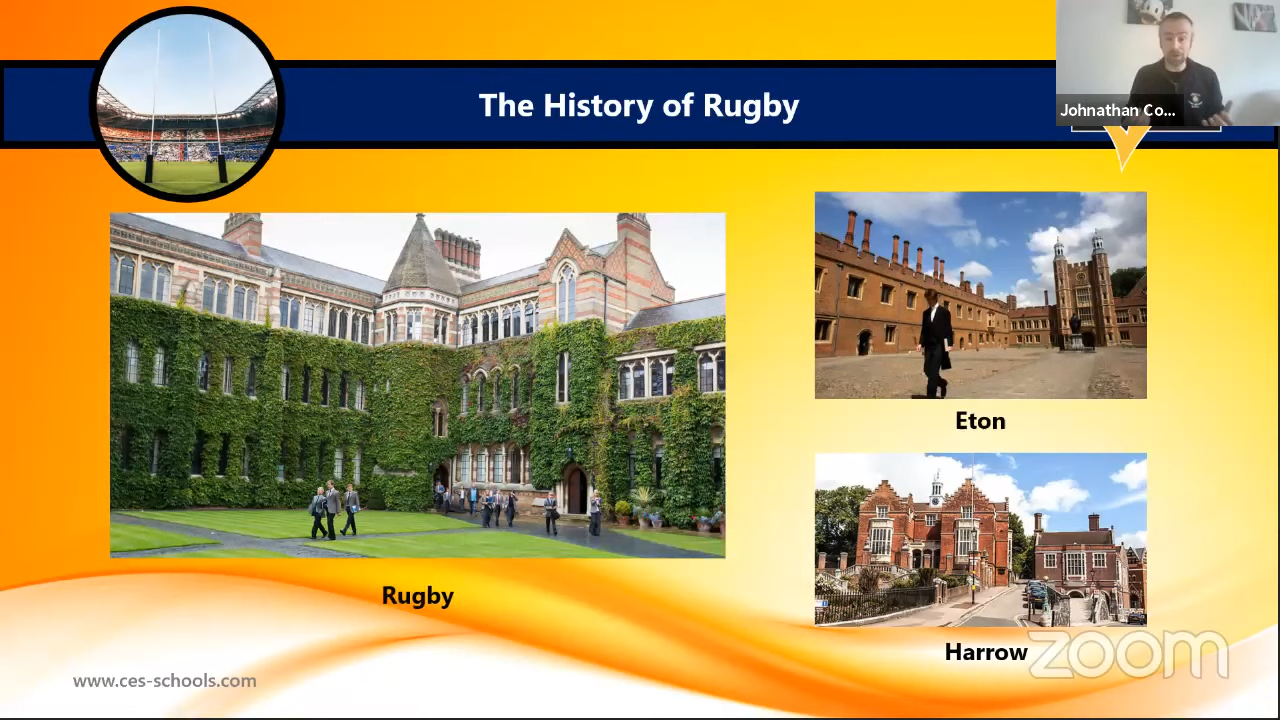 The History of Rugby
Johnathan Co...
Eton
Rugby
Harrow
zoom
www.ces-schools.com